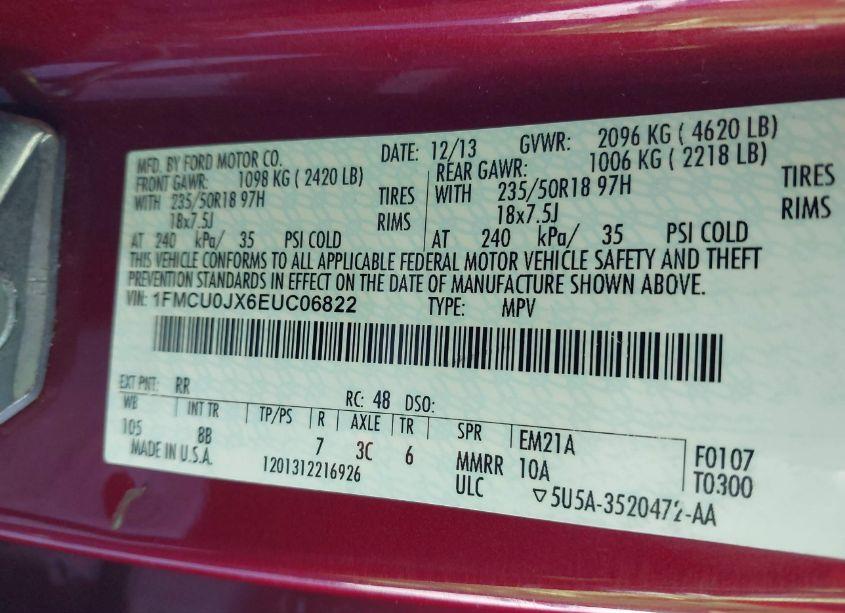 MFD. BY FORD MOTOR CO. DATE: 12/13 GVWR: 2096 KG ( 4620 LB)
FRONT GAWR: 1098 KG ( 2420 LB) REAR GAWR: 1006 KG ( 2218 LB)
WITH 235/50R18 97H TIRES WITH 235/50R18 97H TIRES
18x7.5J RIMS 18x7.5J RIMS
AT 240 kPa/ 35 PSI COLD AT 240 kPa/ 35 PSI COLD
THIS VEHICLE CONFORMS TO ALL APPLICABLE FEDERAL MOTOR VEHICLE SAFETY AND THEFT
PREVENTION STANDARDS IN EFFECT ON THE DATE OF MANUFACTURE SHOWN ABOVE.
VIN: 1FMCU0JX6EUC06822 TYPE: MPV
EXT PNT: RR RC: 48 DSO:
WB INT TR TP/PS R AXLE TR SPR EM21A F0107
105 8B 7 3C 6 MMRR 10A T0300
MADE IN U.S.A. 1201312216926 ULC ▽5U5A-3520472-AA